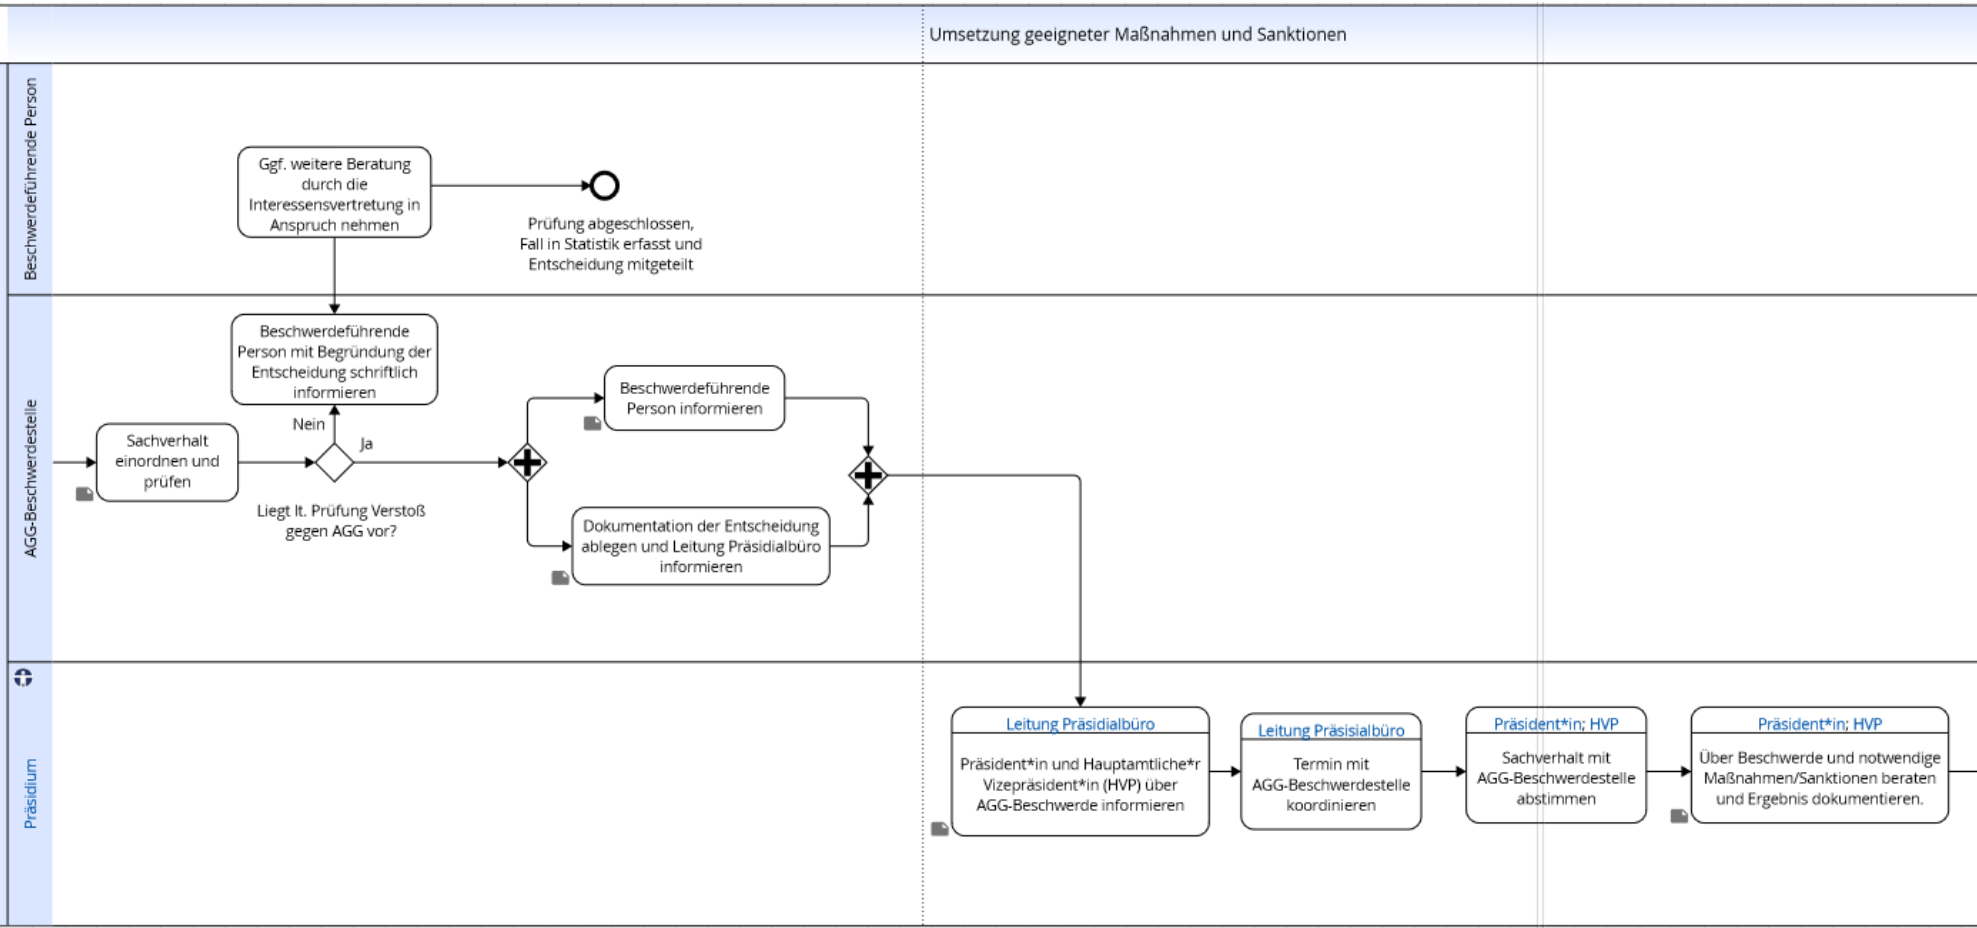 Umsetzung geeigneter Maßnahmen und Sanktionen
Beschwerdeführende Person
Ggf. weitere Beratung
durch die
Interessensvertretung in
Anspruch nehmen
Prüfung abgeschlossen,
Fall in Statistik erfasst und
Entscheidung mitgeteilt
AGG-Beschwerdestelle
Beschwerdeführende
Person mit Begründung der
Entscheidung schriftlich
informieren
Nein
Ja
Sachverhalt
einordnen und
prüfen
Liegt lt. Prüfung Verstoß
gegen AGG vor?
Beschwerdeführende
Person informieren
Dokumentation der Entscheidung
ablegen und Leitung Präsidialbüro
informieren
Präsidium
Leitung Präsidialbüro
Präsident*in und Hauptamtliche*r
Vizepräsident*in (HVP) über
AGG-Beschwerde informieren
Leitung Präsisialbüro
Termin mit
AGG-Beschwerdestelle
koordinieren
Präsident*in; HVP
Sachverhalt mit
AGG-Beschwerdestelle
abstimmen
Präsident*in; HVP
Über Beschwerde und notwendige
Maßnahmen/Sanktionen beraten
und Ergebnis dokumentieren.